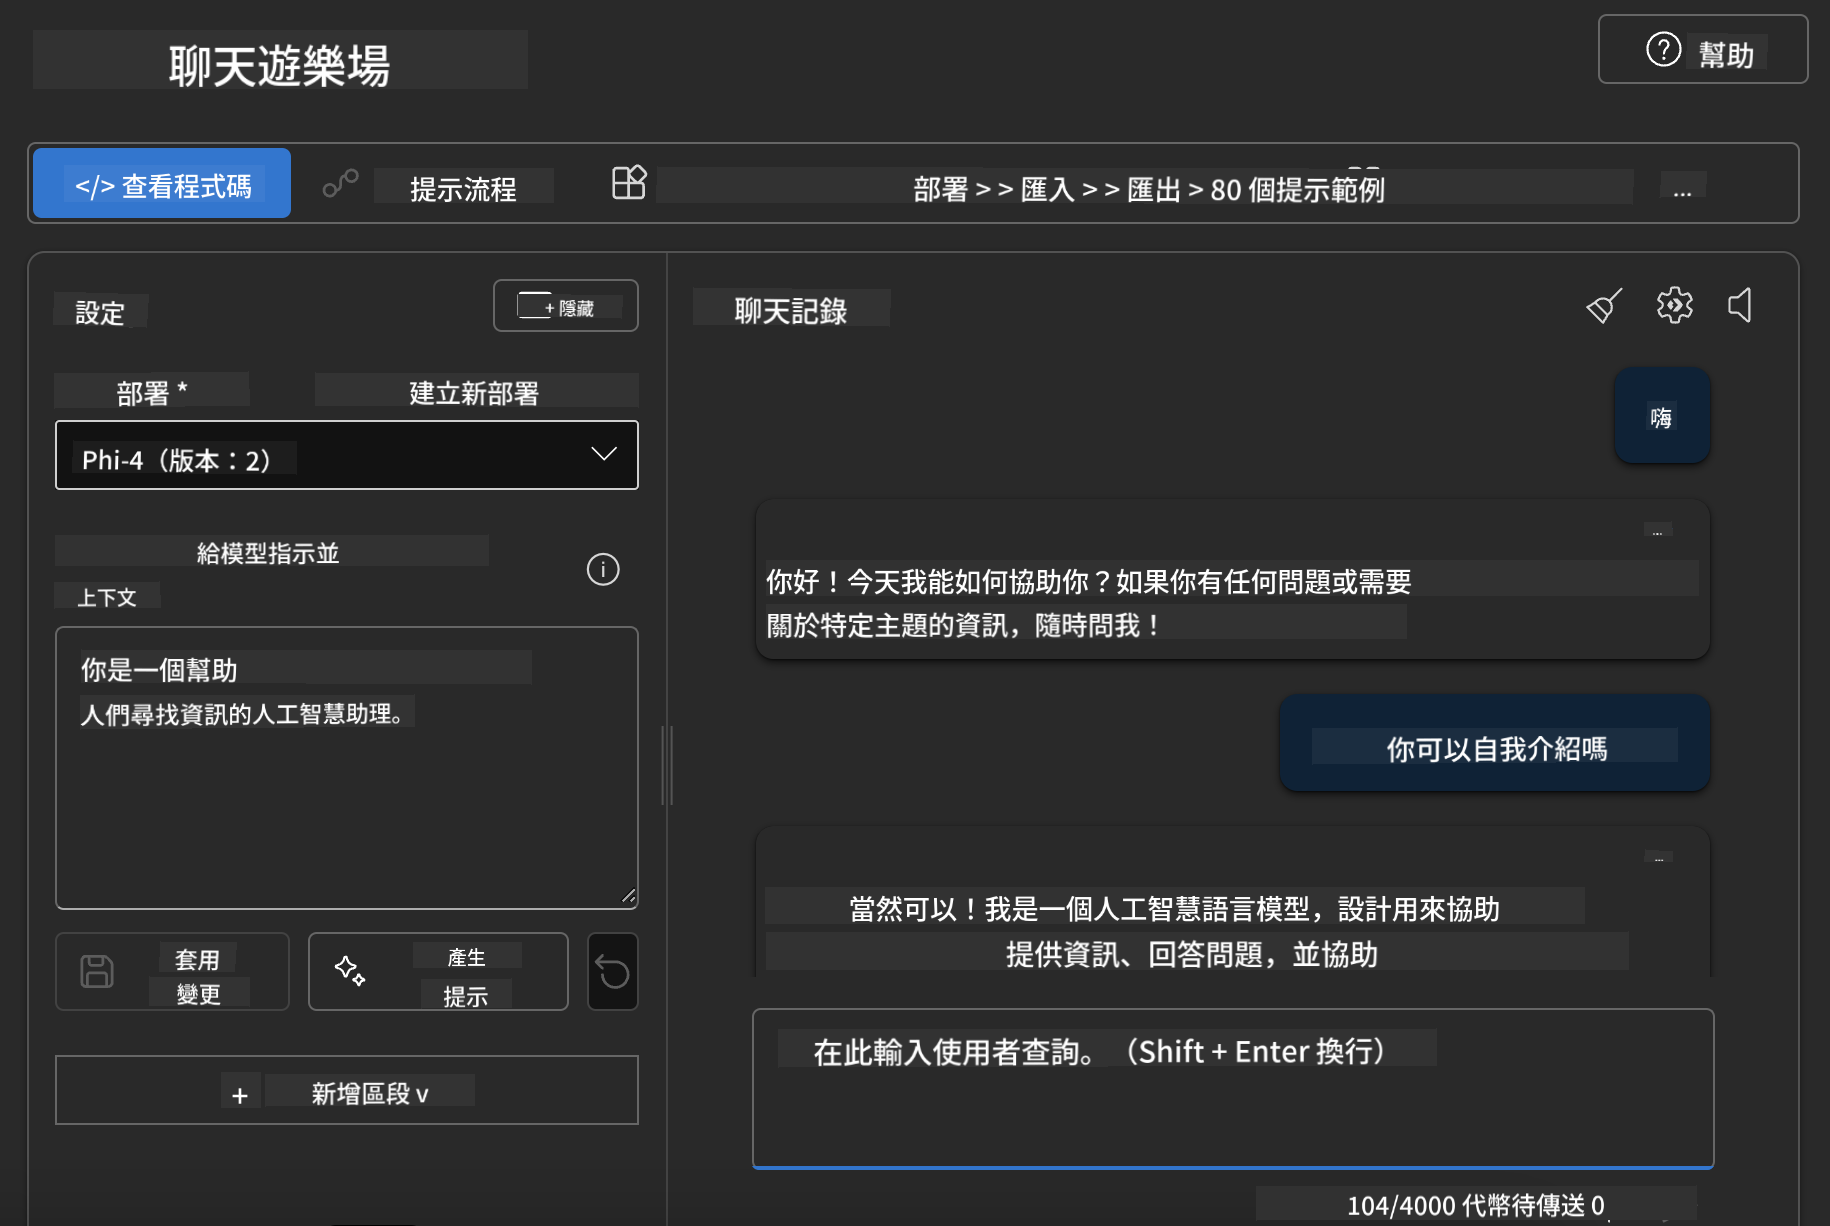 聊天遊樂場
幫助
</> 查看程式碼
提示流程
部署 > > 匯入 > > 匯出 > 80 個提示範例
...
設定
+ 隱藏
部署 *
建立新部署
Phi-4（版本：2）
給模型指示並
上下文
你是一個幫助
人們尋找資訊的人工智慧助理。
套用
變更
產生
提示
+ 新增區段 v
聊天記錄
嗨
...
你好！今天我能如何協助你？如果你有任何問題或需要
關於特定主題的資訊，隨時問我！
你可以自我介紹嗎
...
當然可以！我是一個人工智慧語言模型，設計用來協助
提供資訊、回答問題，並協助
在此輸入使用者查詢。（Shift + Enter 換行）
104/4000 代幣待傳送 0